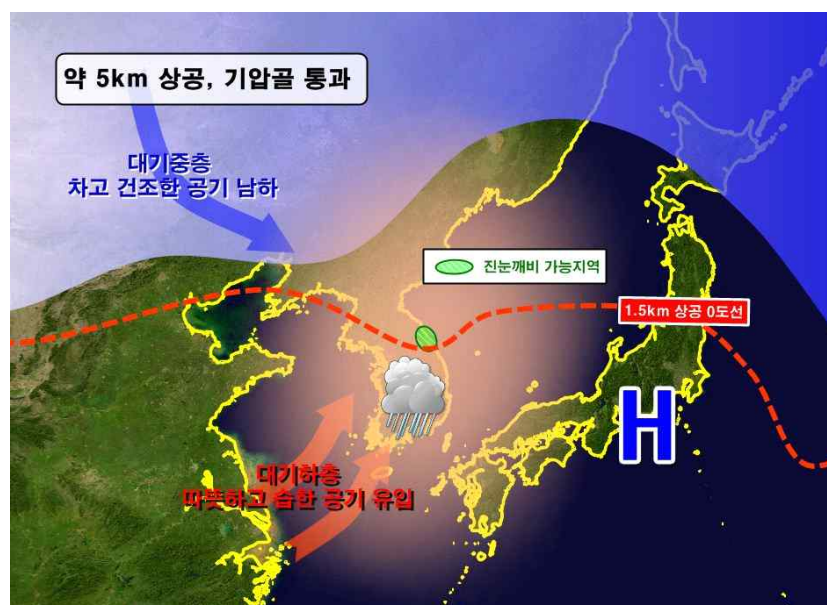 약 5km 상공, 기압골 통과
대기중층
차고 건조한 공기 남하
진눈깨비 가능지역
1.5km 상공 0도선
H
대기하층
따뜻하고 습한 공기 유입